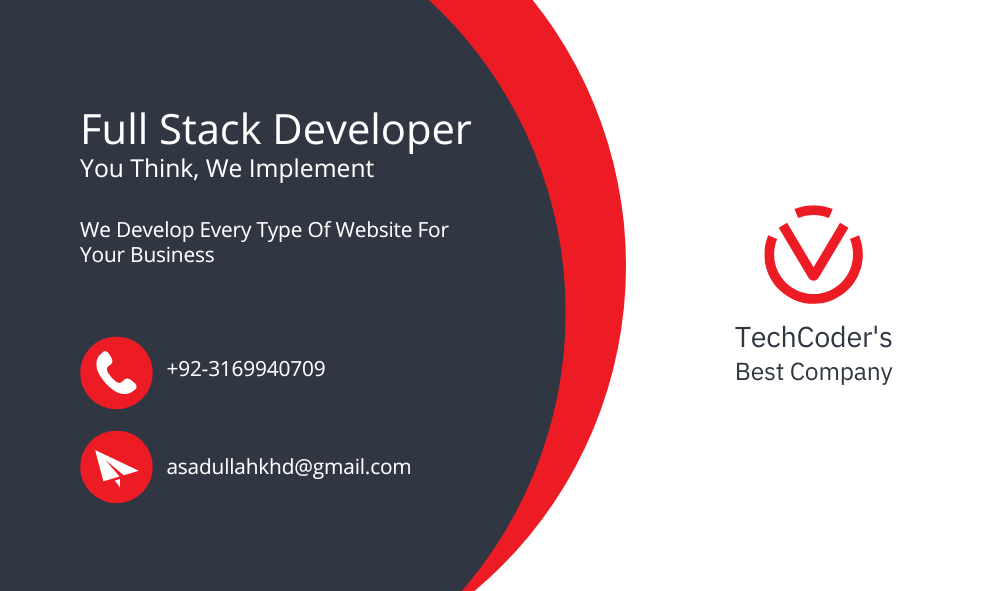 Full Stack Developer
You Think, We Implement
We Develop Every Type Of Website For
Your Business
+92-3169940709
asadullahkhd@gmail.com
TechCoder's
Best Company